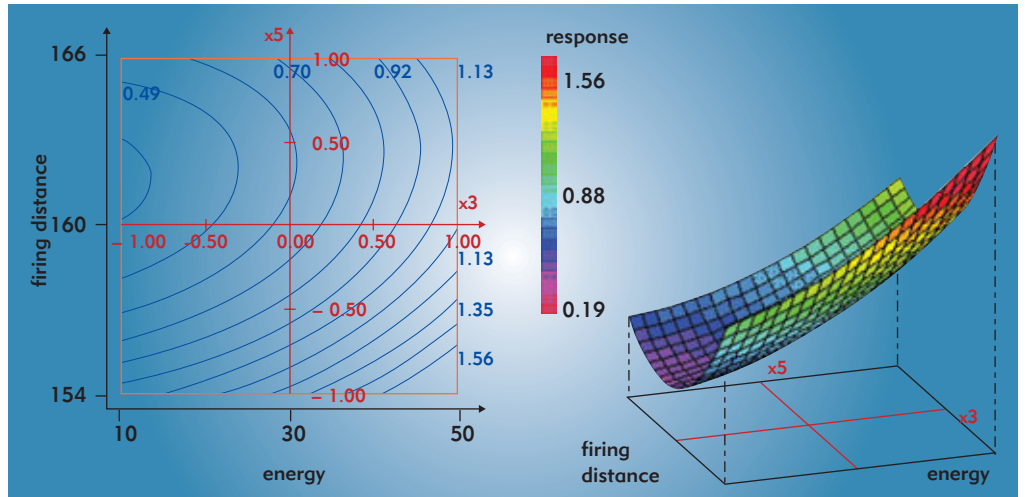 x5
response
166
1.00
0.70
0.92
1.13
1.56
0.49
0.50
firing distance
x3
0.88
160
– 1.00
-0.50
0.00
0.50
1.00
1.13
– 0.50
1.35
0.19
1.56
154
– 1.00
x5
10
30
50
x3
energy
firing
distance
energy